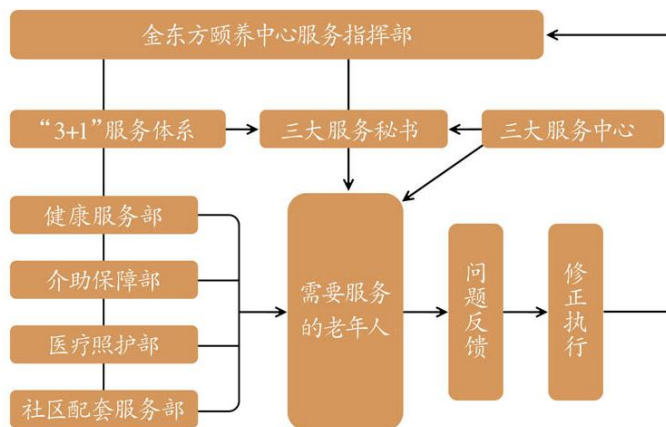 金东方颐养中心服务指挥部
“3+1”服务体系
三大服务秘书
三大服务中心
健康服务部
介助保障部
医疗照护部
社区配套服务部
需要服务
的老年人
问题反馈
修正执行